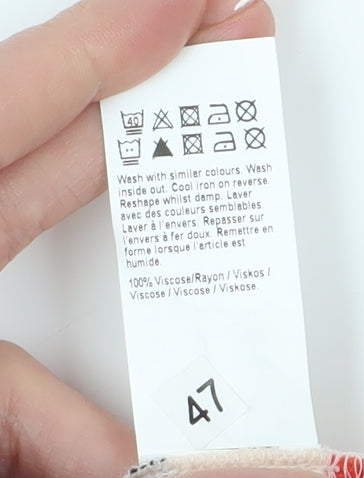 40
Wash with similar colours. Wash
inside out. Cool iron on reverse.
Reshape whilst damp. Laver
avec des couleurs semblables.
Laver à l'envers. Repasser sur
l'envers à fer doux. Remettre en
forme lorsque l'article est
humide.
100% Viscose/Rayon / Viskos /
Viscose / Viscose / Viskose.
47